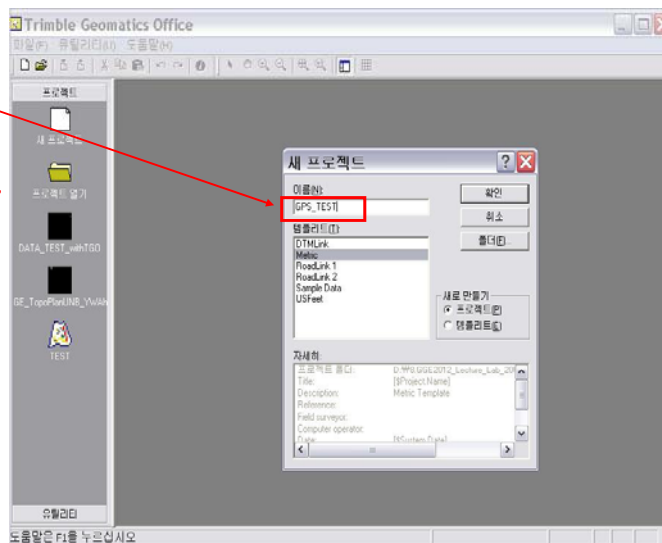 Trimble Geomatics Office
파일(F) 유틸리티(U) 도움말(H)
프로젝트
새 프로젝트
프로젝트 열기
DATA_TEST_withTGO
TEST
유틸리티
도움말은 F1을 누르십시오
새 프로젝트
이름(N):
GPS_TEST
템플리트(T):
DTMLink
Metric
RoadLink 1
RoadLink 2
Sample Data
USFeet
확인
취소
폴더(F)...
새로 만들기
프로젝트(P)
템플리트(L)
자세히:
프로젝트 폴더:
Title: [$Project Name]
Description: Metric Template
Reference:
Field surveyor:
Computer operator:
Date: [$System Date]